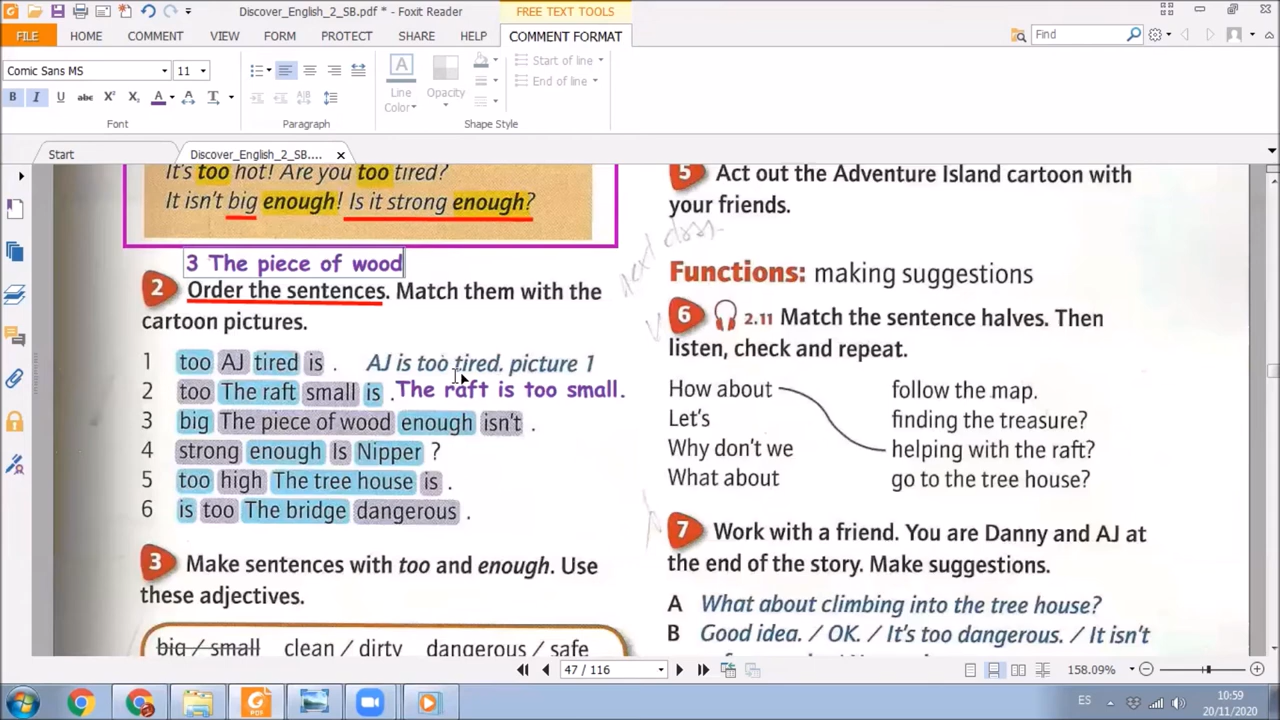 Discover_English_2_SB.pdf * - Foxit Reader
FREE TEXT TOOLS
FILE HOME COMMENT VIEW FORM PROTECT SHARE HELP COMMENT FORMAT
Find
Comic Sans MS 11
B I U abc X² X₂ A A T
Line Color
Opacity
Start of line
End of line
Font Paragraph Shape Style
Start Discover_English_2_SB....
It's too hot! Are you too tired?
It isn't big enough! Is it strong enough?
3 The piece of wood
2 Order the sentences. Match them with the
cartoon pictures.
1 too AJ tired is . AJ is too tired. picture 1
2 too The raft small is . The raft is too small.
3 big The piece of wood enough isn't .
4 strong enough Is Nipper ?
5 too high The tree house is .
6 is too The bridge dangerous .
3 Make sentences with too and enough. Use
these adjectives.
big / small clean / dirty dangerous / safe
5 Act out the Adventure Island cartoon with
your friends.
next class.
Functions: making suggestions
6 2.11 Match the sentence halves. Then
listen, check and repeat.
How about follow the map.
Let's finding the treasure?
Why don't we helping with the raft?
What about go to the tree house?
7 Work with a friend. You are Danny and AJ at
the end of the story. Make suggestions.
A What about climbing into the tree house?
B Good idea. / OK. / It's too dangerous. / It isn't
47 / 116
158.09%
ES
10:59
20/11/2020